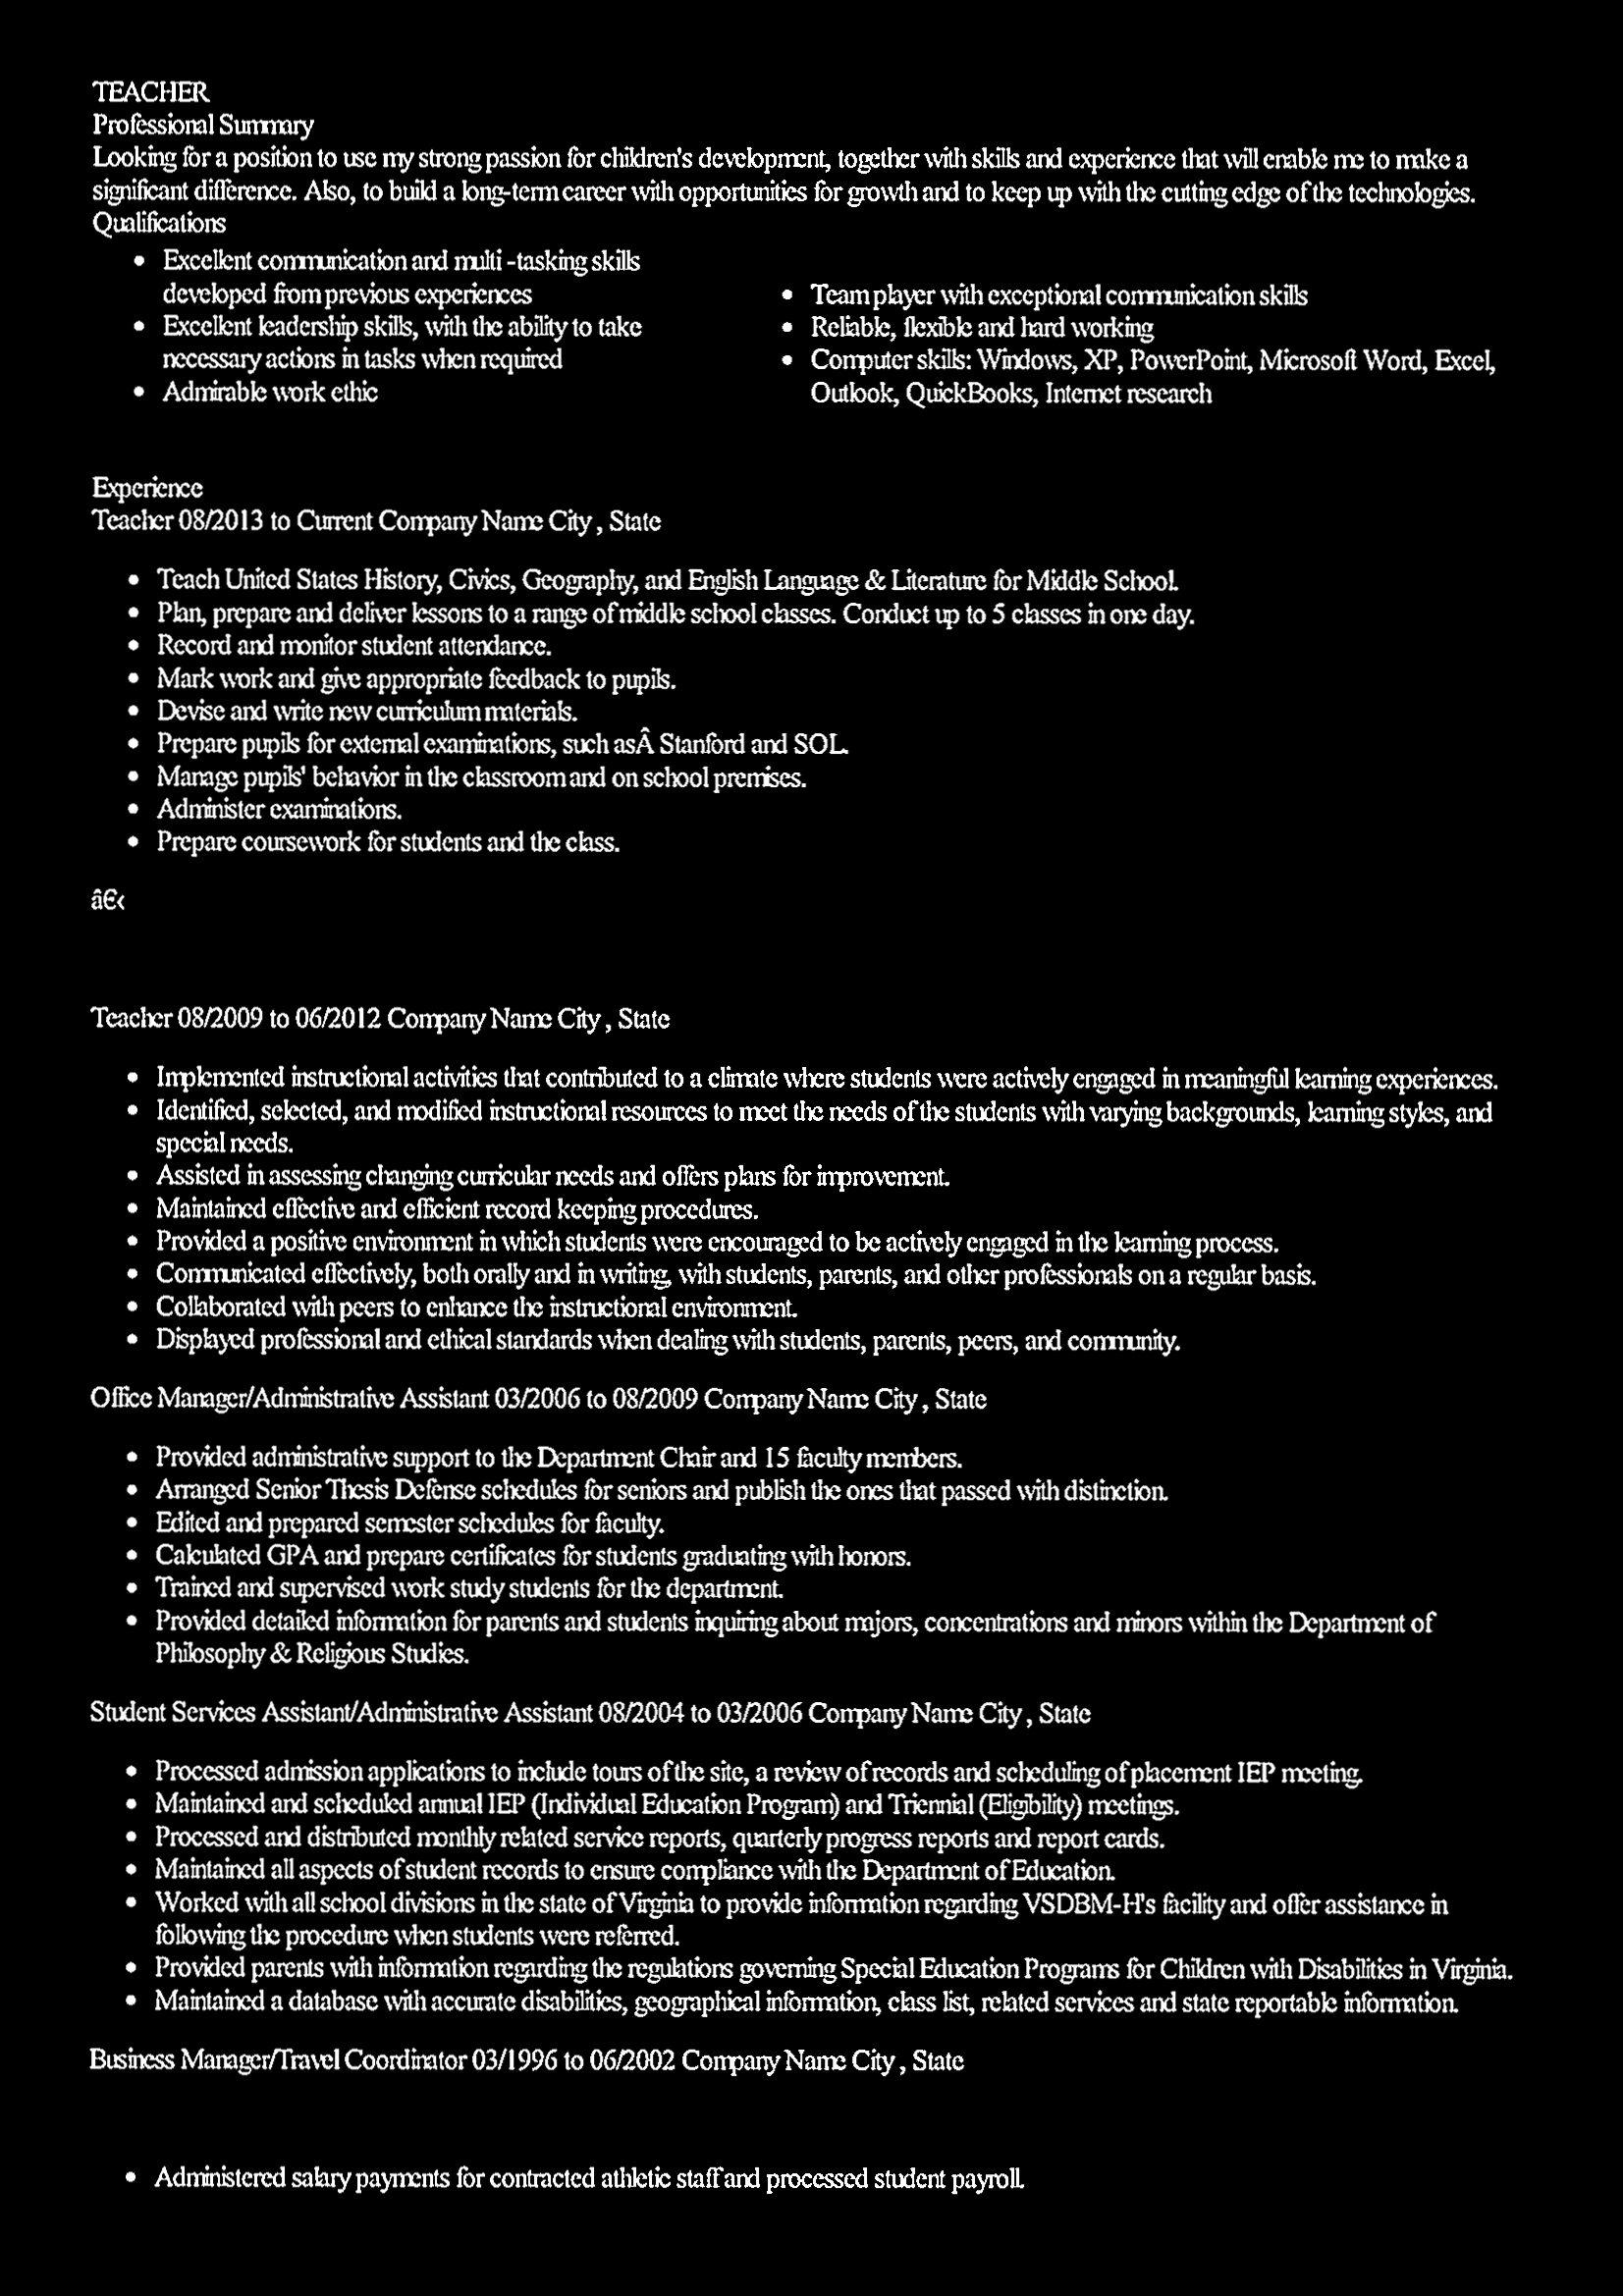 TEACHER
Professional Summary
Looking for a position to use my strong passion for children's development, together with skills and experience that will enable me to make a
significant difference. Also, to build a long-term career with opportunities for growth and to keep up with the cutting edge of the technologies.
Qualifications
• Excellent communication and multi -tasking skills
developed from previous experiences
• Excellent leadership skills, with the ability to take
necessary actions in tasks when required
• Admirable work ethic
• Team player with exceptional communication skills
• Reliable, flexible and hard working
• Computer skills: Windows, XP, PowerPoint, Microsoft Word, Excel,
Outlook, QuickBooks, Internet research
Experience
Teacher 08/2013 to Current Company Name City , State
• Teach United States History, Civics, Geography, and English Language & Literature for Middle School.
• Plan, prepare and deliver lessons to a range of middle school classes. Conduct up to 5 classes in one day.
• Record and monitor student attendance.
• Mark work and give appropriate feedback to pupils.
• Devise and write new curriculum materials.
• Prepare pupils for external examinations, such asÂ Stanford and SOL.
• Manage pupils' behavior in the classroom and on school premises.
• Administer examinations.
• Prepare coursework for students and the class.
â€‹
Teacher 08/2009 to 06/2012 Company Name City , State
• Implemented instructional activities that contributed to a climate where students were actively engaged in meaningful learning experiences.
• Identified, selected, and modified instructional resources to meet the needs of the students with varying backgrounds, learning styles, and
special needs.
• Assisted in assessing changing curricular needs and offers plans for improvement.
• Maintained effective and efficient record keeping procedures.
• Provided a positive environment in which students were encouraged to be actively engaged in the learning process.
• Communicated effectively, both orally and in writing, with students, parents, and other professionals on a regular basis.
• Collaborated with peers to enhance the instructional environment.
• Displayed professional and ethical standards when dealing with students, parents, peers, and community.
Office Manager/Administrative Assistant 03/2006 to 08/2009 Company Name City , State
• Provided administrative support to the Department Chair and 15 faculty members.
• Arranged Senior Thesis Defense schedules for seniors and publish the ones that passed with distinction.
• Edited and prepared semester schedules for faculty.
• Calculated GPA and prepare certificates for students graduating with honors.
• Trained and supervised work study students for the department.
• Provided detailed information for parents and students inquiring about majors, concentrations and minors within the Department of
Philosophy & Religious Studies.
Student Services Assistant/Administrative Assistant 08/2004 to 03/2006 Company Name City , State
• Processed admission applications to include tours of the site, a review of records and scheduling of placement IEP meeting.
• Maintained and scheduled annual IEP (Individual Education Program) and Triennial (Eligibility) meetings.
• Processed and distributed monthly related service reports, quarterly progress reports and report cards.
• Maintained all aspects of student records to ensure compliance with the Department of Education.
• Worked with all school divisions in the state of Virginia to provide information regarding VSDBM-H's facility and offer assistance in
following the procedure when students were referred.
• Provided parents with information regarding the regulations governing Special Education Programs for Children with Disabilities in Virginia.
• Maintained a database with accurate disabilities, geographical information, class list, related services and state reportable information.
Business Manager/Travel Coordinator 03/1996 to 06/2002 Company Name City , State
• Administered salary payments for contracted athletic staff and processed student payroll.